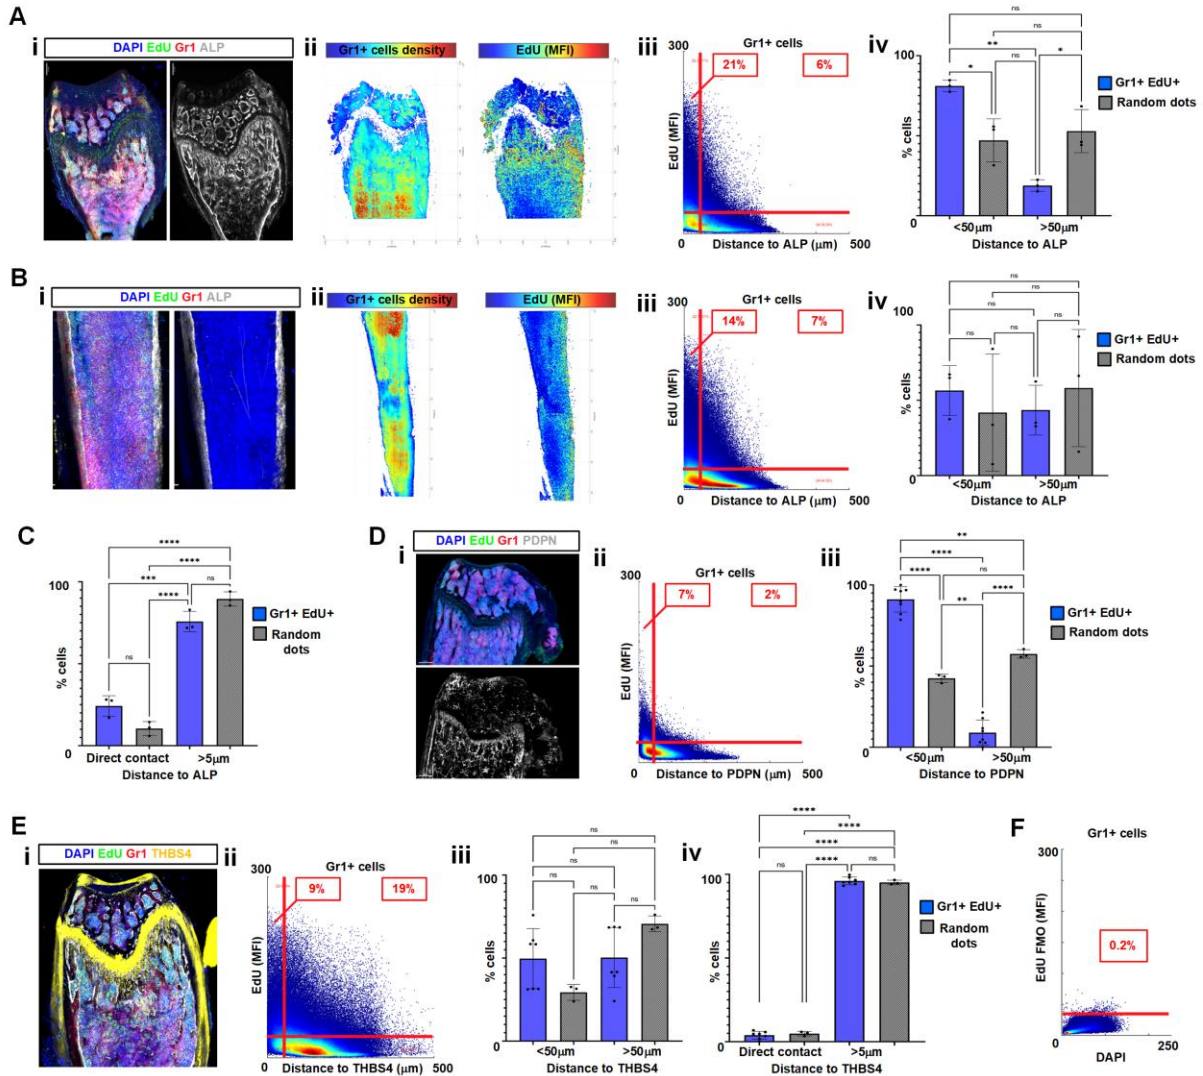 A
i
DAPI EdU Gr1 ALP
ii
Gr1+ cells density
EdU (MFI)
iii
Gr1+ cells
300
21%
6%
EdU (MFI)
0
Distance to ALP (µm)
500
iv
ns
ns
**
*
ns
*
100
% cells
0
<50µm
>50µm
Distance to ALP
Gr1+ EdU+
Random dots
B
i
DAPI EdU Gr1 ALP
ii
Gr1+ cells density
EdU (MFI)
iii
Gr1+ cells
300
14%
7%
EdU (MFI)
0
Distance to ALP (µm)
500
iv
ns
ns
ns
ns
ns
ns
100
% cells
0
<50µm
>50µm
Distance to ALP
Gr1+ EdU+
Random dots
C
****
****
***
ns
****
ns
100
% cells
0
Direct contact
>5µm
Distance to ALP
Gr1+ EdU+
Random
dots
D
i
DAPI EdU Gr1 PDPN
ii
Gr1+ cells
300
7%
2%
EdU (MFI)
0
Distance to PDPN (µm)
500
iii
**
****
****
ns
**
****
100
% cells
0
<50µm
>50µm
Distance to PDPN
Gr1+ EdU+
Random dots
E
i
DAPI EdU Gr1 THBS4
ii
Gr1+ cells
300
9%
19%
EdU (MFI)
0
Distance to THBS4 (µm)
500
iii
ns
ns
ns
ns
ns
ns
100
% cells
0
<50µm
>50µm
Distance to THBS4
iv
****
****
****
ns
****
ns
100
% cells
0
Direct contact
>5µm
Distance to THBS4
Gr1+ EdU+
Random
dots
F
Gr1+ cells
300
EdU FMO (MFI)
0.2%
0
DAPI
250